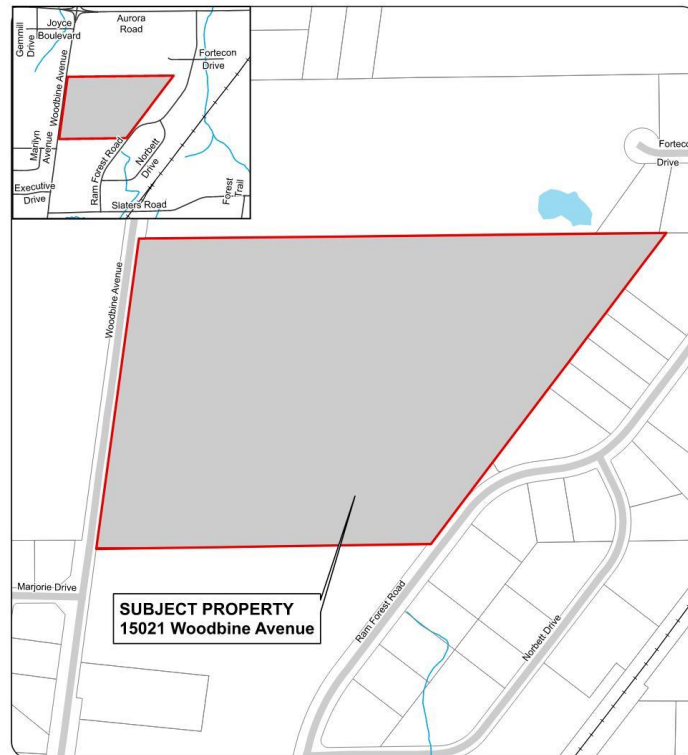 Gemmill
Drive
Joyce
Boulevard
Aurora
Road
Woodbine Avenue
Fortecon
Drive
Marilyn
Avenue
Ram Forest Road
Norbett
Drive
Executive
Drive
Slaters Road
Forest
Trail
Fortecon
Drive
Woodbine Avenue
Marjorie Drive
SUBJECT PROPERTY
15021 Woodbine Avenue
Ram Forest Road
Norbett Drive